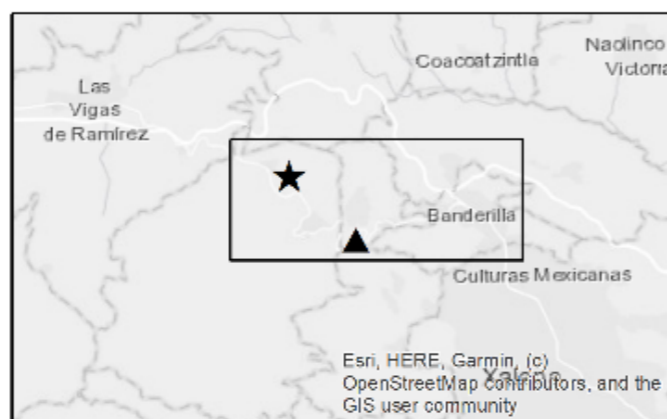 Coacoatzintla
Naolinco
Victoria
Las
Vigas
de Ramírez
Banderilla
Culturas Mexicanas
Esri, HERE, Garmin, (c)
OpenStreetMap contributors, and the
GIS user community